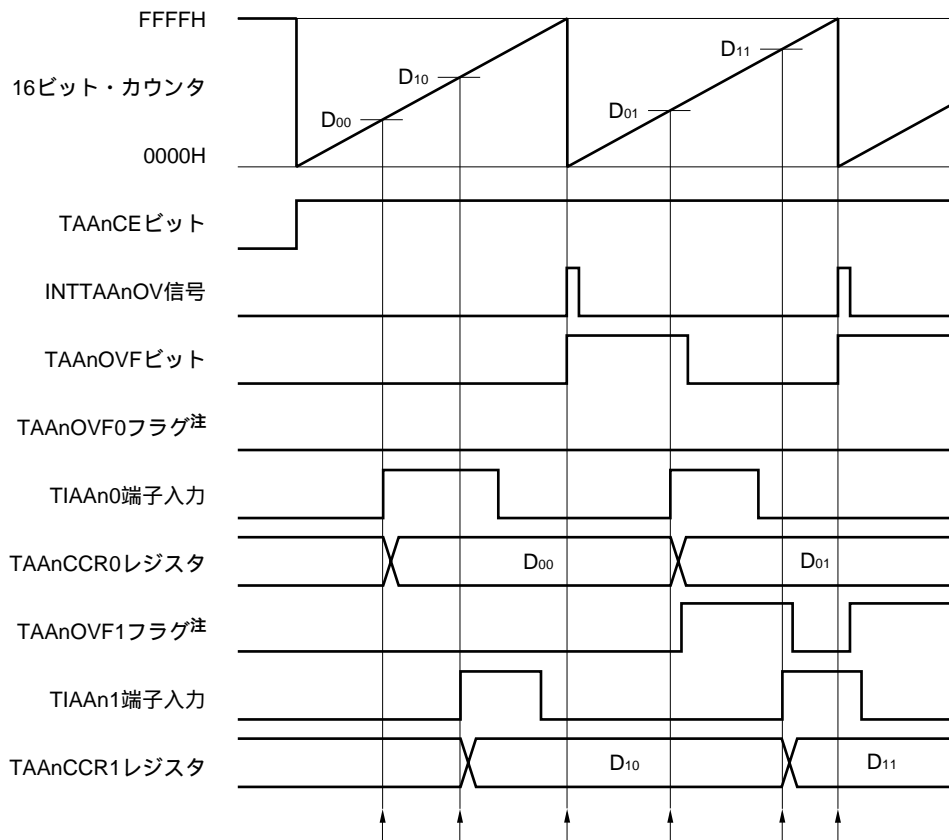 FFFFH
D11
D10
16ビット・カウンタ
D01
D00
0000H
TAAnCEビット
INTTAAnOV信号
TAAnOVFビット
TAAnOVF0フラグ注
TIAAn0端子入力
TAAnCCR0レジスタ
D00
D01
TAAnOVF1フラグ注
TIAAn1端子入力
TAAnCCR1レジスタ
D10
D11